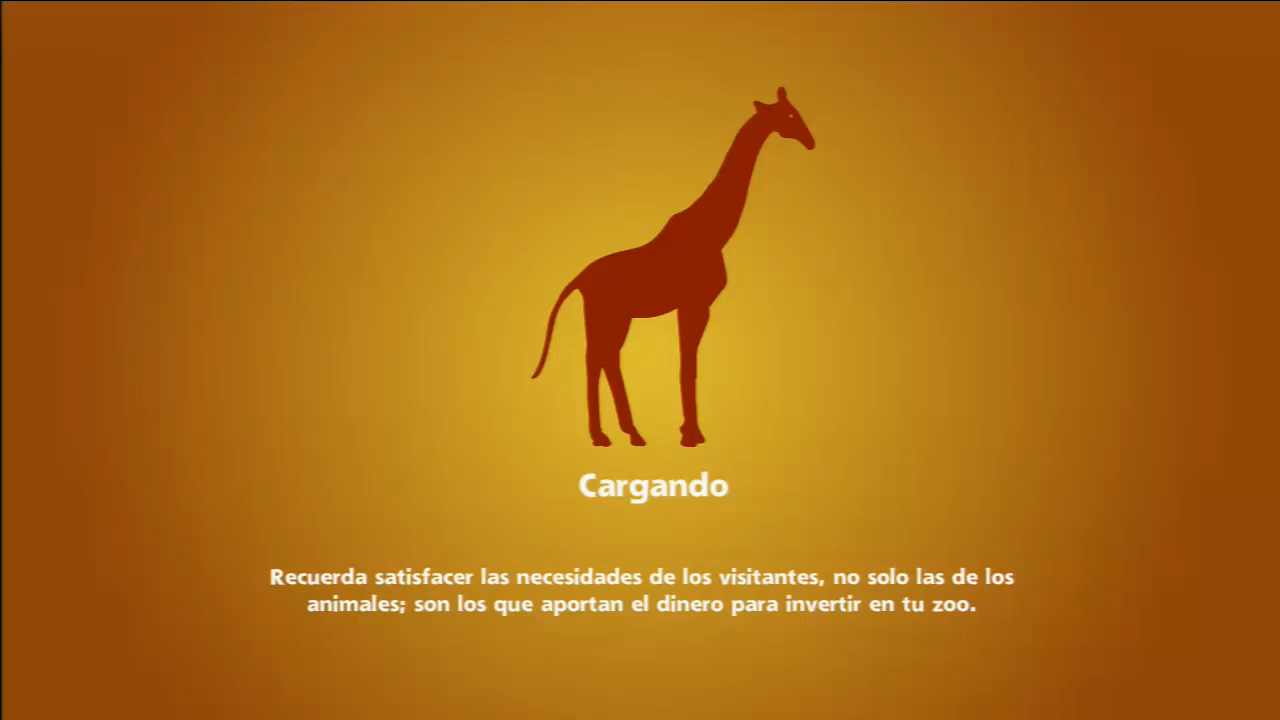 Cargando
Recuerda satisfacer las necesidades de los visitantes, no solo las de los
animales; son los que aportan el dinero para invertir en tu zoo.